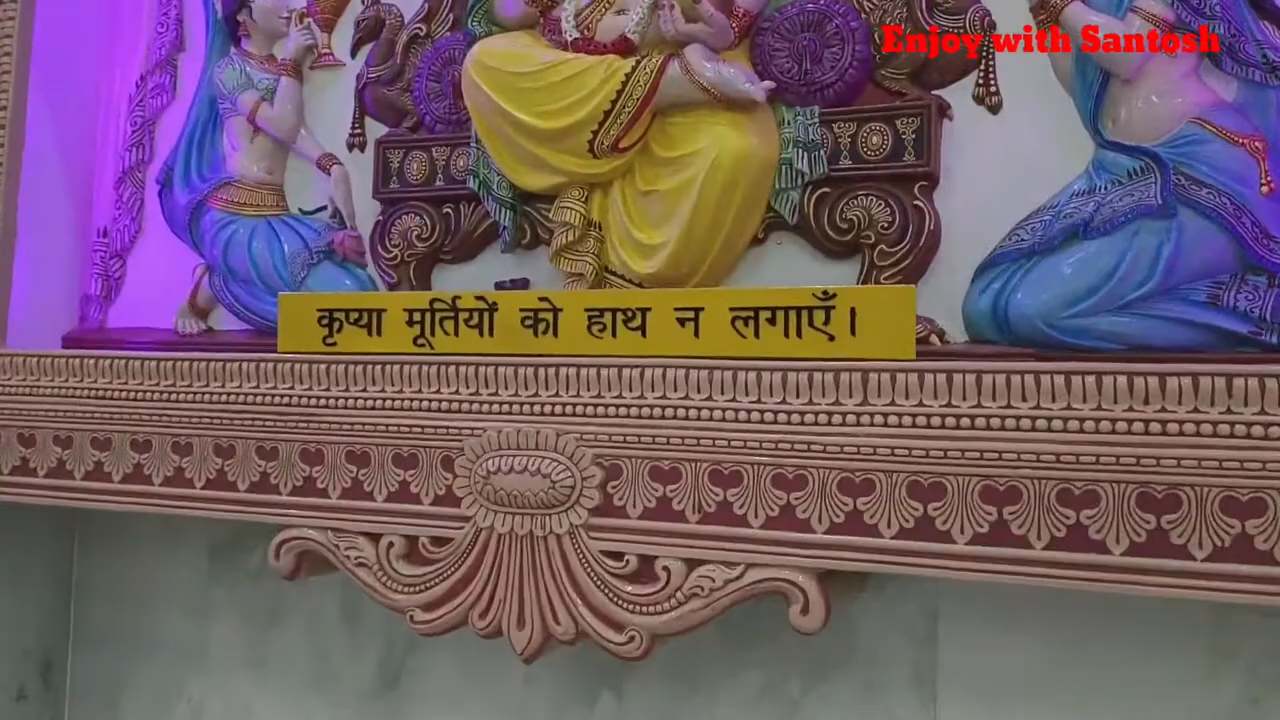 Enjoy with Santosh
कृप्या मूर्तियों को हाथ न लगाएँ।